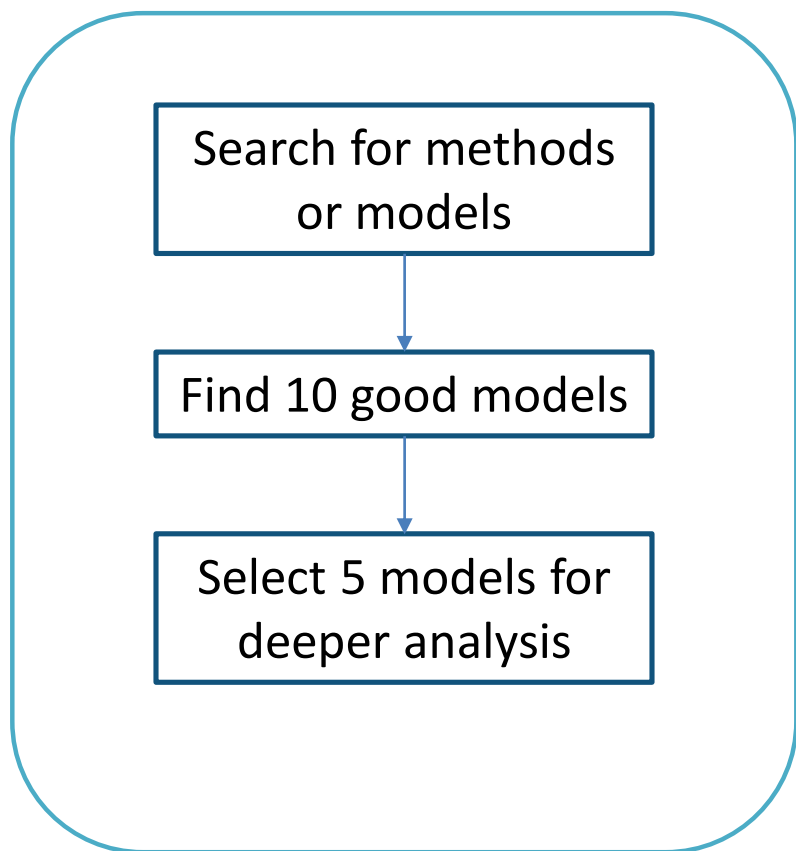 Search for methods
or models
Find 10 good models
Select 5 models for
deeper analysis